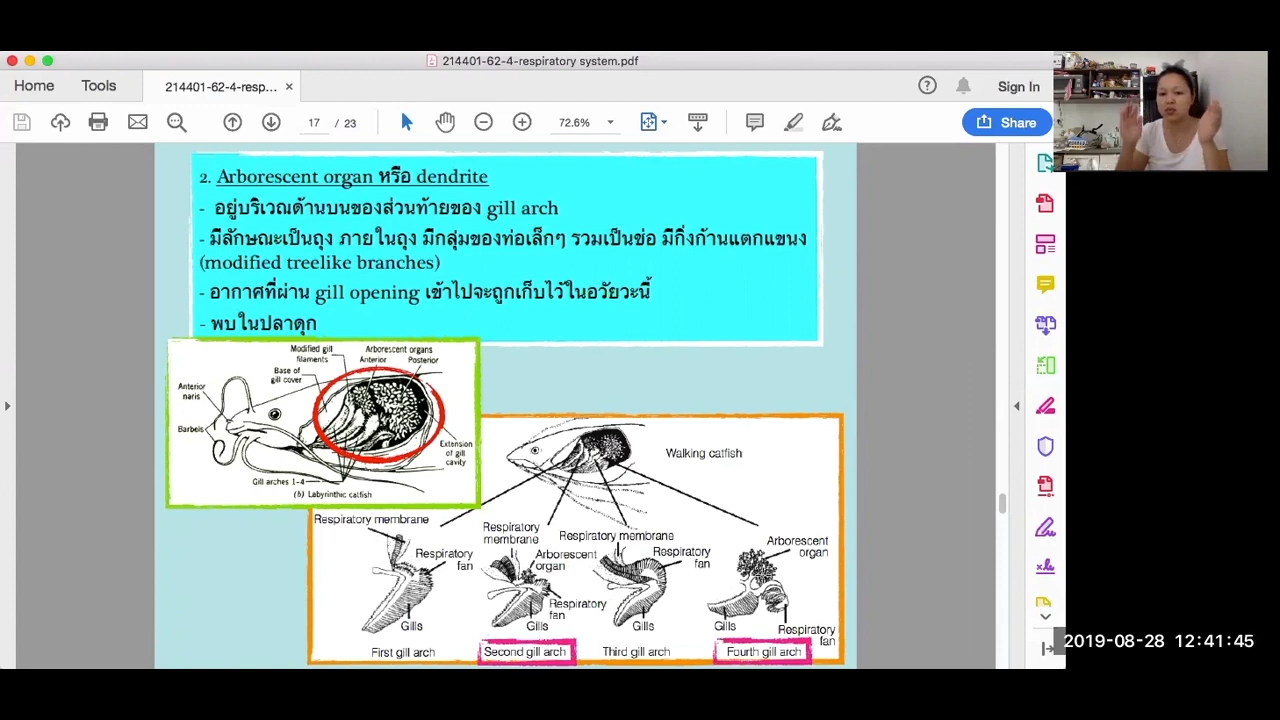 214401-62-4-respiratory system.pdf
Home
Tools
214401-62-4-resp...
Sign In
17 / 23
72.6%
Share
2. Arborescent organ หรือ dendrite
- อยู่บริเวณด้านบนของส่วนท้ายของ gill arch
- มีลักษณะเป็นถุง ภายในถุง มีกลุ่มของท่อเล็กๆ รวมเป็นช่อ มีกิ่งก้านแตกแขนง
(modified treelike branches)
- อากาศที่ผ่าน gill opening เข้าไปจะถูกเก็บไว้ในอวัยวะนี้
- พบในปลาดุก
Modified gill
filaments
Arborescent organs
Anterior
Posterior
Base of
gill cover
Anterior
naris
Barbels
Extension
of gill
cavity
Gill arches 1-4
(b) Labyrinthic catfish
Walking catfish
Respiratory membrane
Respiratory
fan
Gills
First gill arch
Respiratory
membrane
Arborescent
organ
Respiratory
fan
Gills
Second gill arch
Respiratory membrane
Respiratory
fan
Gills
Third gill arch
Arborescent
organ
Gills
Respiratory
fan
Fourth gill arch
2019-08-28 12:41:45